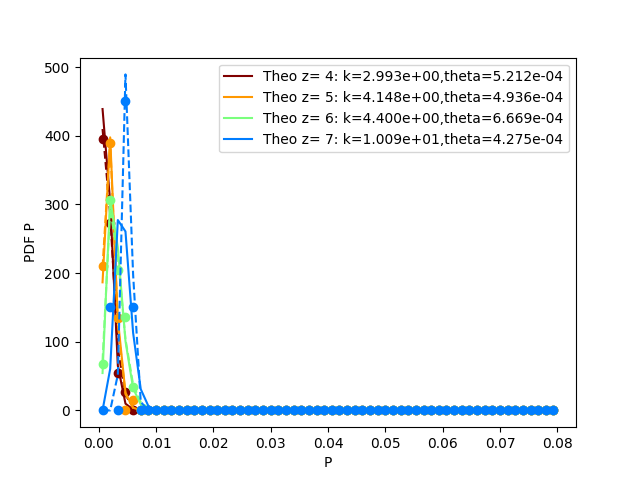 500
400
300
200
100
0
PDF P
Theo z= 4: k=2.993e+00,theta=5.212e-04
Theo z= 5: k=4.148e+00,theta=4.936e-04
Theo z= 6: k=4.400e+00,theta=6.669e-04
Theo z= 7: k=1.009e+01,theta=4.275e-04
0.00 0.01 0.02 0.03 0.04 0.05 0.06 0.07 0.08
P